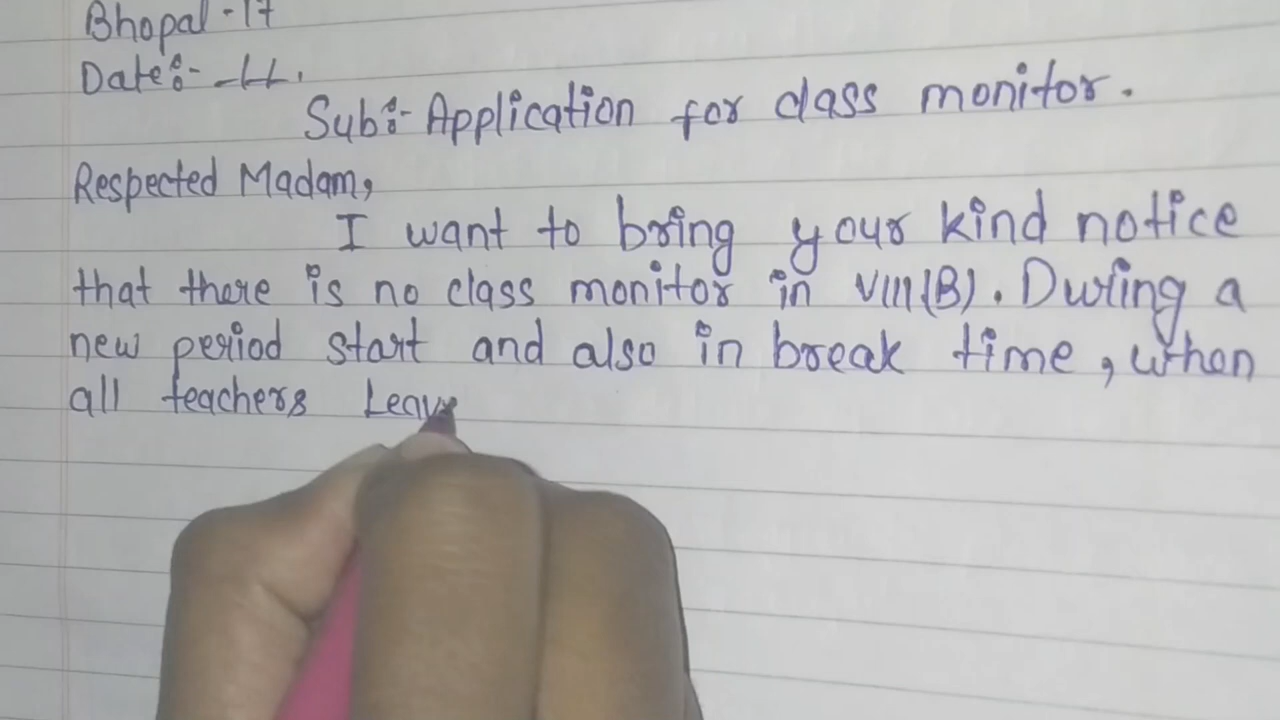 Bhopal-17
Date:- _/_/_.
Sub:- Application for class monitor.
Respected Madam,
I want to bring your kind notice
that there is no class monitor in VIII(B). During a
new period start and also in break time, when
all teachers Leave